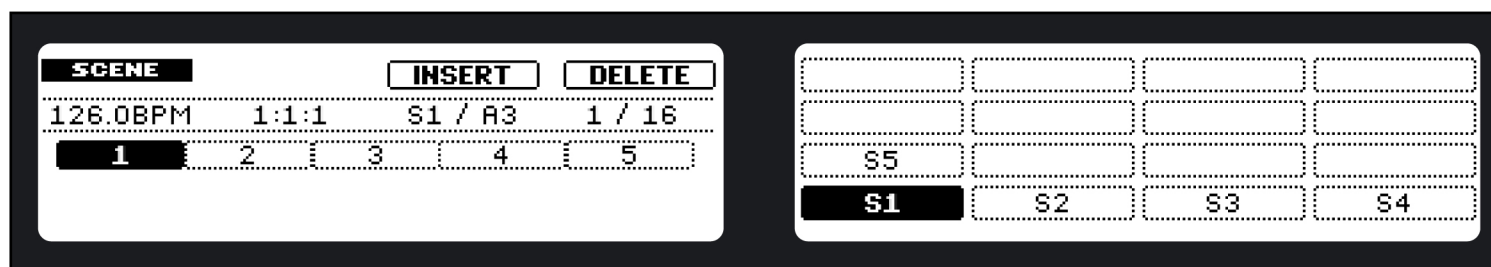 SCENE INSERT DELETE
126.0BPM 1:1:1 S1 / A3 1 / 16
1 2 3 4 5
S5
S1 S2 S3 S4